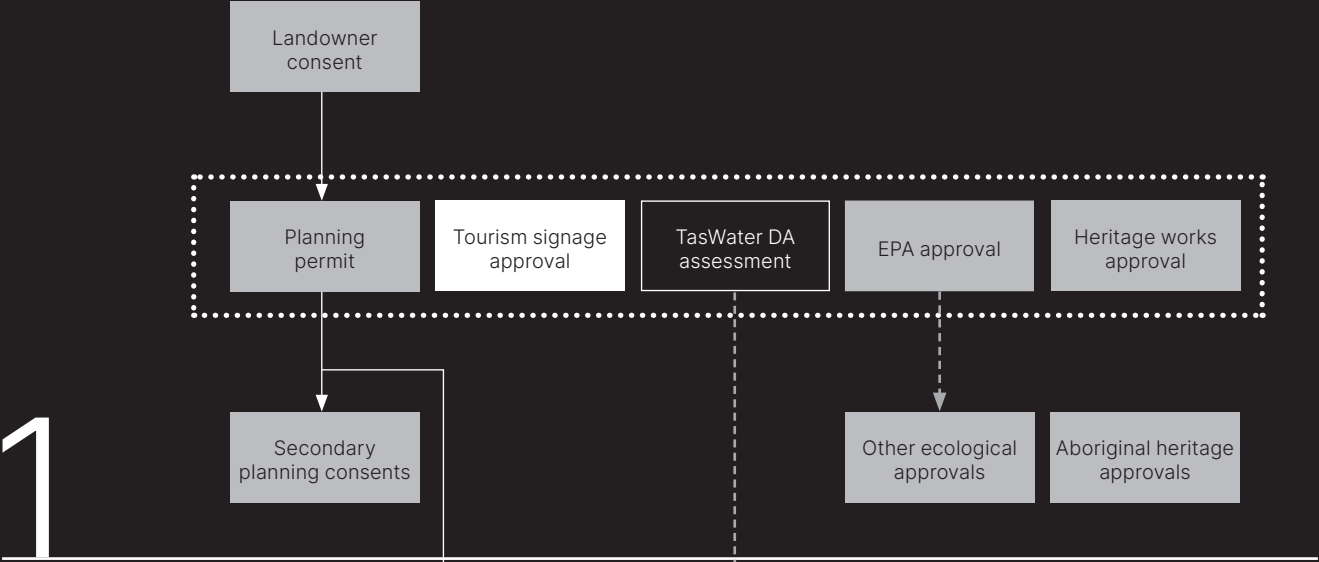 Landowner
consent
Planning
permit
Tourism signage
approval
TasWater DA
assessment
EPA approval
Heritage works
approval
1
Secondary
planning consents
Other ecological
approvals
Aboriginal heritage
approvals